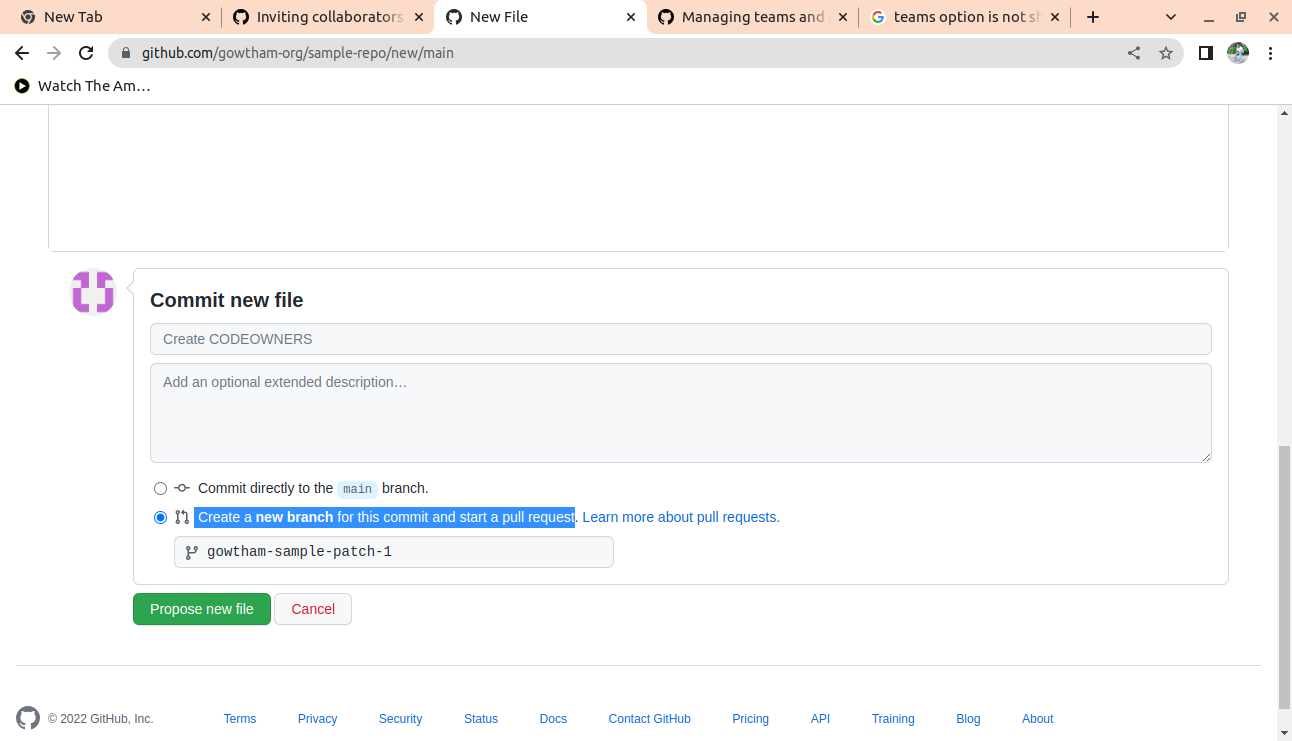 New Tab
Inviting collaborators
New File
Managing teams and
teams option is not sh
github.com/gowtham-org/sample-repo/new/main
Watch The Am…
Commit new file
Create CODEOWNERS
Add an optional extended description…
Commit directly to the main branch.
Create a new branch for this commit and start a pull request. Learn more about pull requests.
gowtham-sample-patch-1
Propose new file Cancel
© 2022 GitHub, Inc. Terms Privacy Security Status Docs Contact GitHub Pricing API Training Blog About